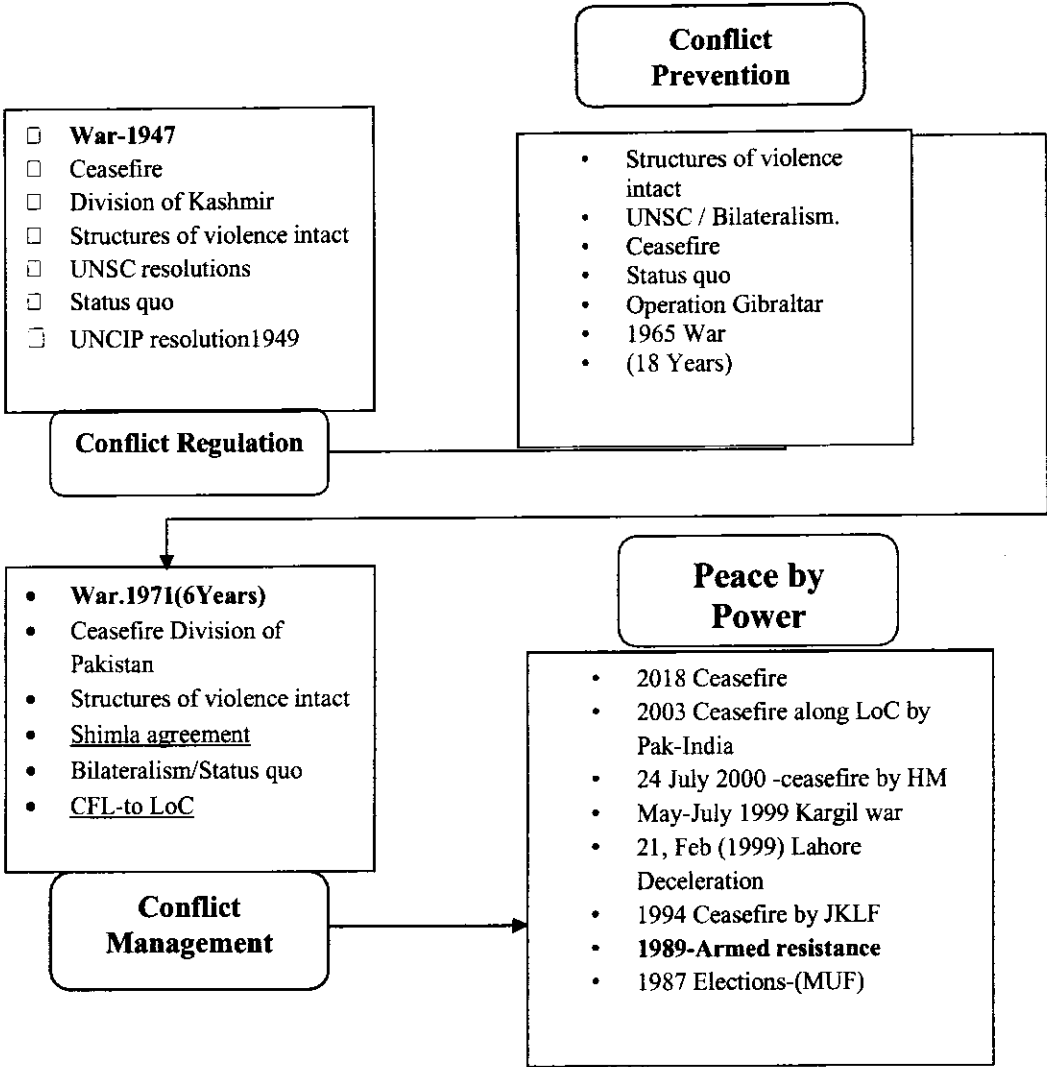 Conflict
Prevention
War-1947
Ceasefire
Division of Kashmir
Structures of violence intact
UNSC resolutions
Status quo
UNCIP resolution1949
Conflict Regulation
• Structures of violence
intact
• UNSC / Bilateralism.
• Ceasefire
• Status quo
• Operation Gibraltar
• 1965 War
• (18 Years)
• War.1971(6Years)
• Ceasefire Division of
Pakistan
• Structures of violence intact
• Shimla agreement
• Bilateralism/Status quo
• CFL-to LoC
Conflict
Management
Peace by
Power
• 2018 Ceasefire
• 2003 Ceasefire along LoC by
Pak-India
• 24 July 2000 -ceasefire by HM
• May-July 1999 Kargil war
• 21, Feb (1999) Lahore
Deceleration
• 1994 Ceasefire by JKLF
• 1989-Armed resistance
• 1987 Elections-(MUF)